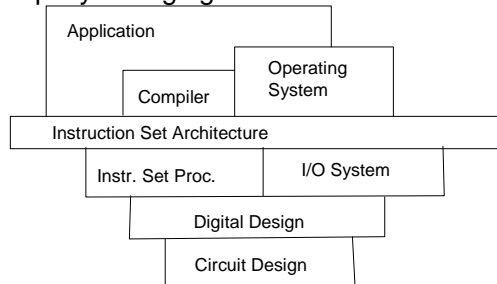 Application
Operating
System
Compiler
Instruction Set Architecture
Instr. Set Proc.
I/O System
Digital Design
Circuit Design